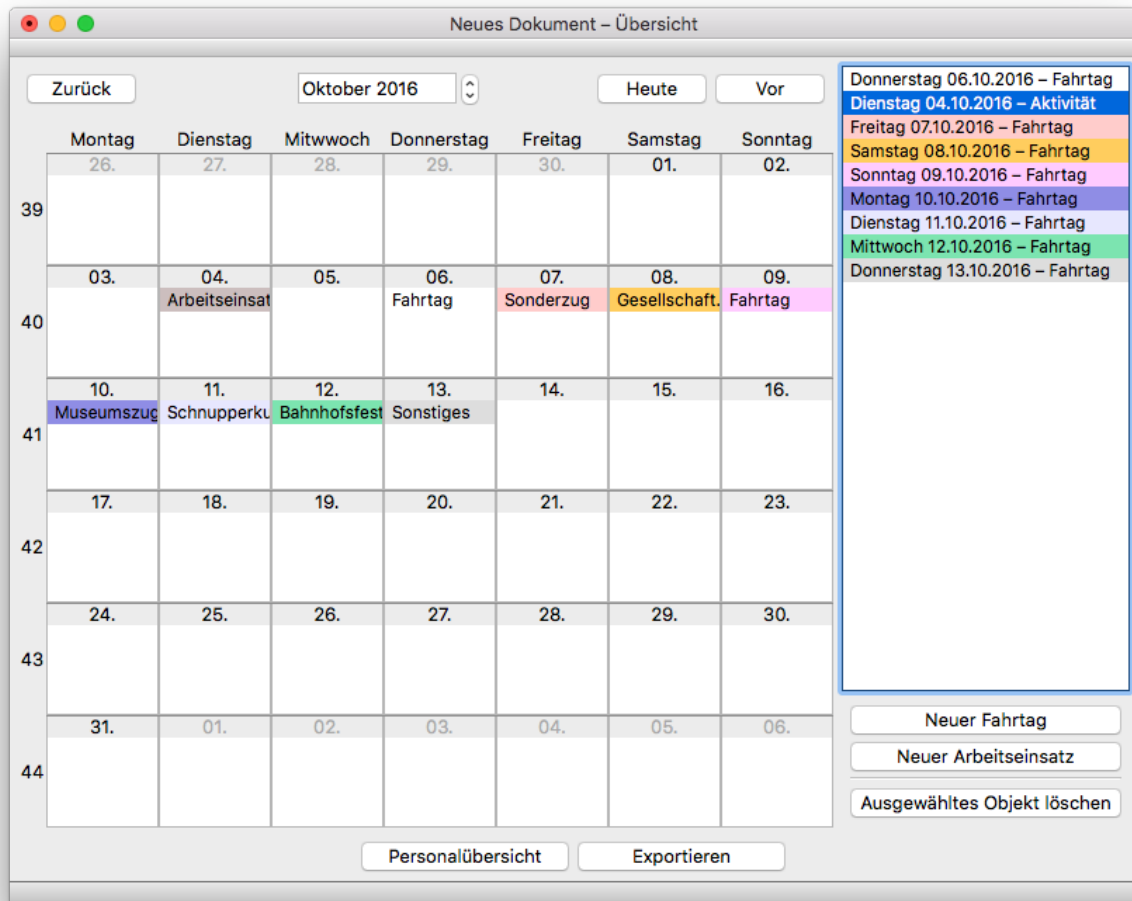 Neues Dokument – Übersicht
Zurück
Oktober 2016
Heute
Vor
Montag Dienstag Mitwwoch Donnerstag Freitag Samstag Sonntag
26. 27. 28. 29. 30. 01. 02.
39
03. 04. 05. 06. 07. 08. 09.
Arbeitseinsat Fahrtag Sonderzug Gesellschaft. Fahrtag
40
10. 11. 12. 13. 14. 15. 16.
Museumszug Schnupperku Bahnhofsfest Sonstiges
41
17. 18. 19. 20. 21. 22. 23.
42
24. 25. 26. 27. 28. 29. 30.
43
31. 01. 02. 03. 04. 05. 06.
44
Donnerstag 06.10.2016 – Fahrtag
Dienstag 04.10.2016 – Aktivität
Freitag 07.10.2016 – Fahrtag
Samstag 08.10.2016 – Fahrtag
Sonntag 09.10.2016 – Fahrtag
Montag 10.10.2016 – Fahrtag
Dienstag 11.10.2016 – Fahrtag
Mittwoch 12.10.2016 – Fahrtag
Donnerstag 13.10.2016 – Fahrtag
Neuer Fahrtag
Neuer Arbeitseinsatz
Ausgewähltes Objekt löschen
Personalübersicht
Exportieren